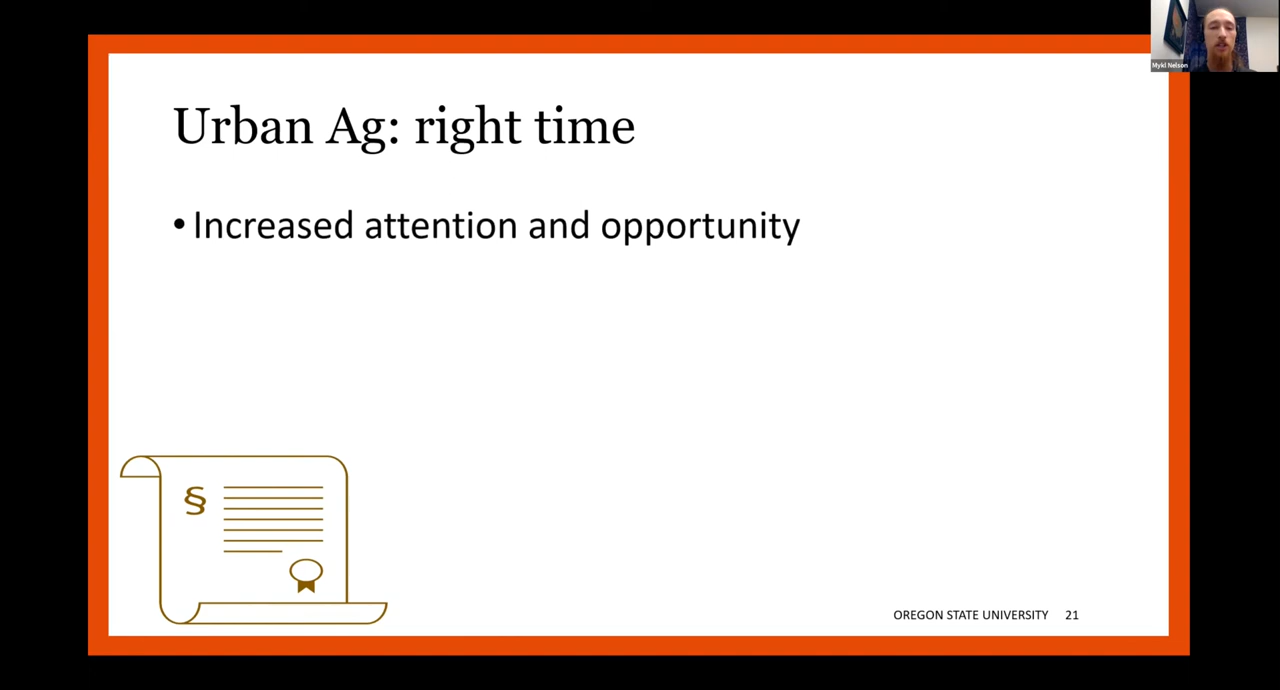 Mykl Nelson
Urban Ag: right time
• Increased attention and opportunity
§
OREGON STATE UNIVERSITY 21